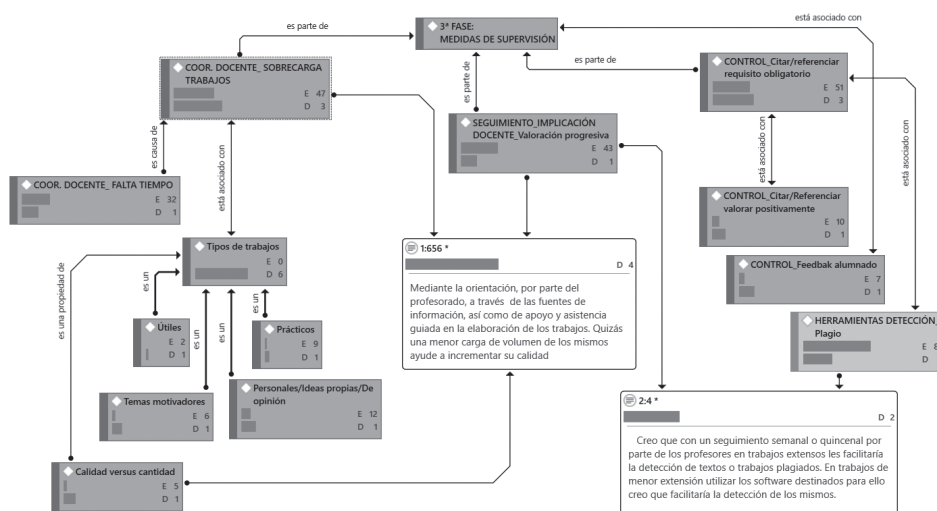 es parte de
3ª FASE:
MEDIDAS DE SUPERVISIÓN
está asociado con
COOR. DOCENTE_ SOBRECARGA
TRABAJOS
E 47
D 3
es parte de
es parte de
CONTROL_Citar/referenciar
requisito obligatorio
E 51
D 3
SEGUIMIENTO_IMPLICACIÓN
DOCENTE_Valoración progresiva
E 43
D 1
es causa de
está asociado con
está asociado con
está asociado con
COOR. DOCENTE_ FALTA TIEMPO
E 32
D 1
CONTROL_Citar/Referenciar
valorar positivamente
E 10
D 1
Tipos de trabajos
E 0
D 6
1:656 *
D 4
Mediante la orientación, por parte del
profesorado, a través de las fuentes de
información, así como de apoyo y asistencia
guiada en la elaboración de los trabajos. Quizás
una menor carga de volumen de los mismos
ayude a incrementar su calidad
CONTROL_Feedbak alumnado
E 7
D 1
es una propiedad de
es un
es un
es un
es un
Útiles
E 2
D 1
Prácticos
E 9
D 1
HERRAMIENTAS DETECCIÓN_
Plagio
E 8
D
Temas motivadores
E 6
D 1
Personales/Ideas propias/De
opinión
E 12
D 1
2:4 *
D 2
Creo que con un seguimiento semanal o quincenal por
parte de los profesores en trabajos extensos les facilitaría
la detección de textos o trabajos plagiados. En trabajos de
menor extensión utilizar los software destinados para ello
creo que facilitaría la detección de los mismos.
Calidad versus cantidad
E 5
D 1